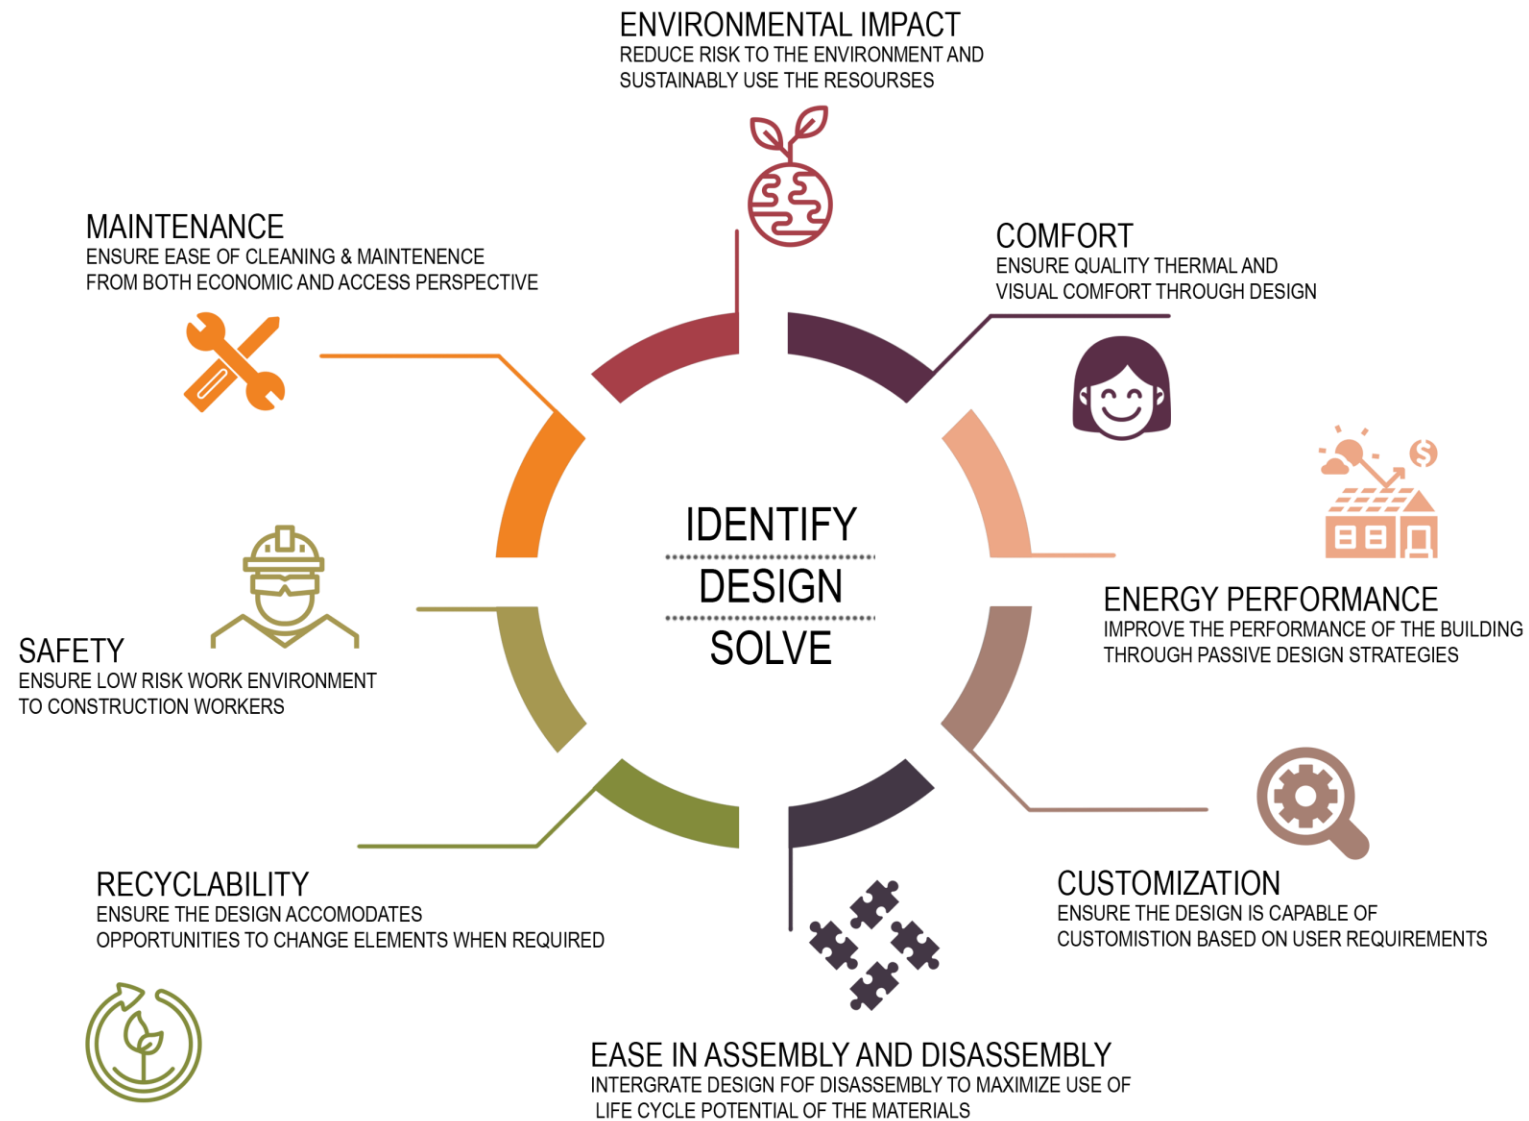 ENVIRONMENTAL IMPACT
REDUCE RISK TO THE ENVIRONMENT AND
SUSTAINABLY USE THE RESOURSES
MAINTENANCE
ENSURE EASE OF CLEANING & MAINTENENCE
FROM BOTH ECONOMIC AND ACCESS PERSPECTIVE
COMFORT
ENSURE QUALITY THERMAL AND
VISUAL COMFORT THROUGH DESIGN
$
IDENTIFY
DESIGN
SOLVE
ENERGY PERFORMANCE
IMPROVE THE PERFORMANCE OF THE BUILDING
THROUGH PASSIVE DESIGN STRATEGIES
SAFETY
ENSURE LOW RISK WORK ENVIRONMENT
TO CONSTRUCTION WORKERS
RECYCLABILITY
ENSURE THE DESIGN ACCOMODATES
OPPORTUNITIES TO CHANGE ELEMENTS WHEN REQUIRED
CUSTOMIZATION
ENSURE THE DESIGN IS CAPABLE OF
CUSTOMISTION BASED ON USER REQUIREMENTS
EASE IN ASSEMBLY AND DISASSEMBLY
INTERGRATE DESIGN FOF DISASSEMBLY TO MAXIMIZE USE OF
LIFE CYCLE POTENTIAL OF THE MATERIALS